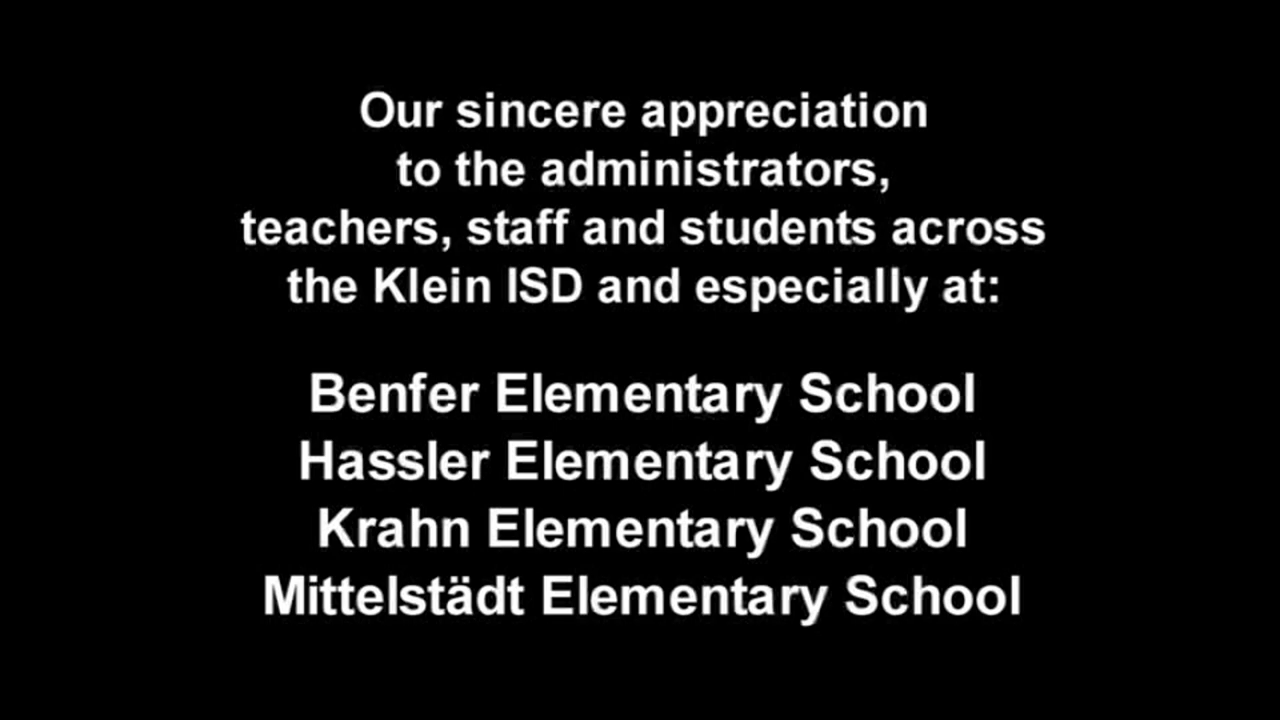 Our sincere appreciation
to the administrators,
teachers, staff and students across
the Klein ISD and especially at:
Benfer Elementary School
Hassler Elementary School
Krahn Elementary School
Mittelstädt Elementary School